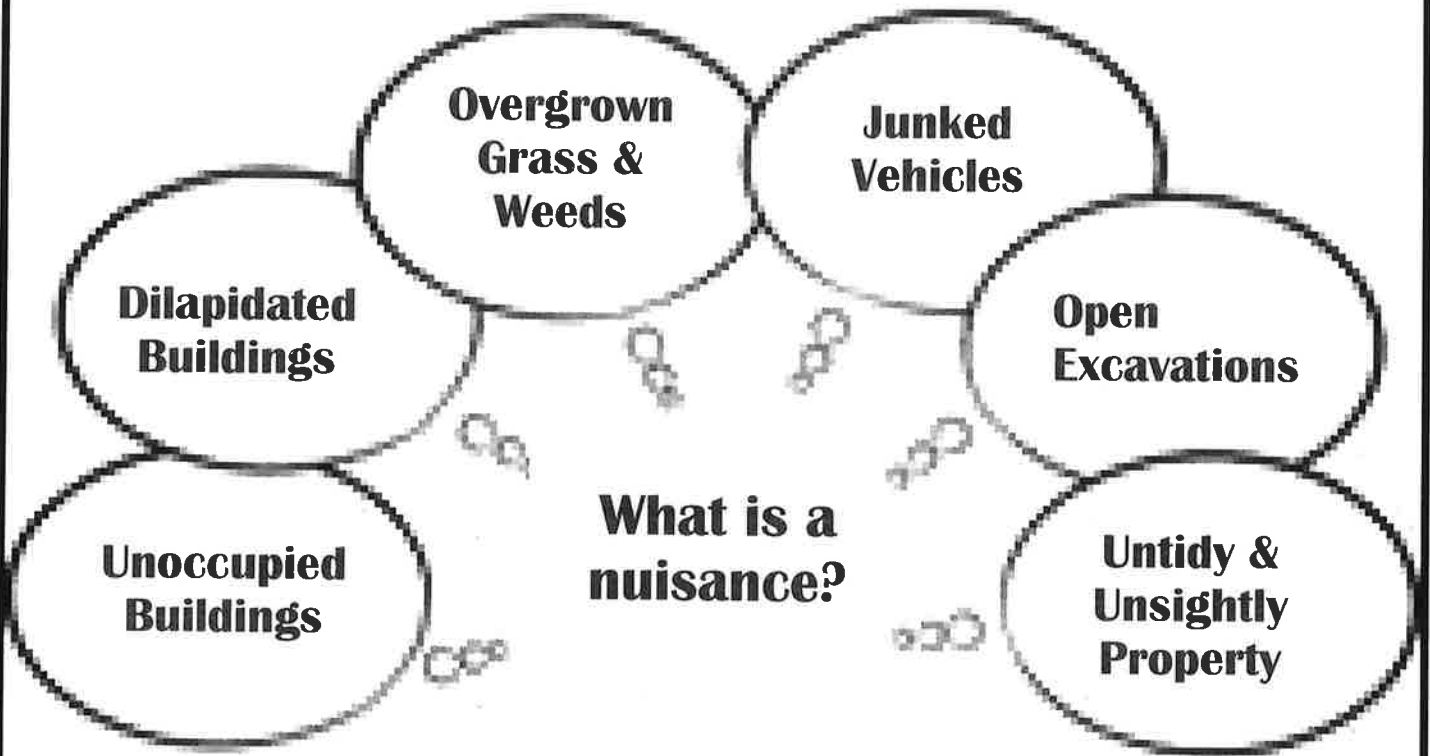 Overgrown
Grass &
Weeds
Junked
Vehicles
Dilapidated
Buildings
Open
Excavations
What is a
nuisance?
Unoccupied
Buildings
Untidy &
Unsightly
Property